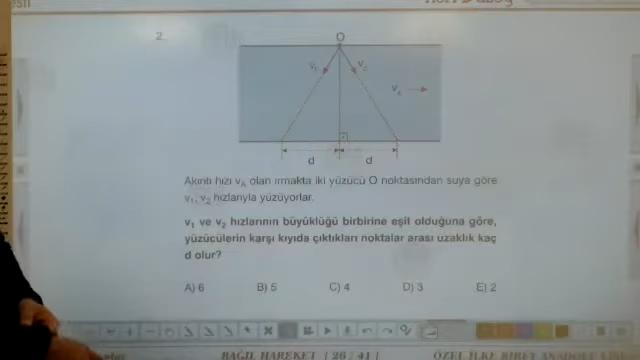 2.
O
v₁
v₂
vₐ
d
d
Akıntı hızı vₐ olan ırmakta iki yüzücü O noktasından suya göre
v₁, v₂ hızlarıyla yüzüyorlar.
v₁ ve v₂ hızlarının büyüklüğü birbirine eşit olduğuna göre,
yüzücülerin karşı kıyıda çıktıkları noktalar arası uzaklık kaç
d olur?
A) 6 B) 5 C) 4 D) 3 E) 2
BAĞIL HAREKET | 26 / 41 |